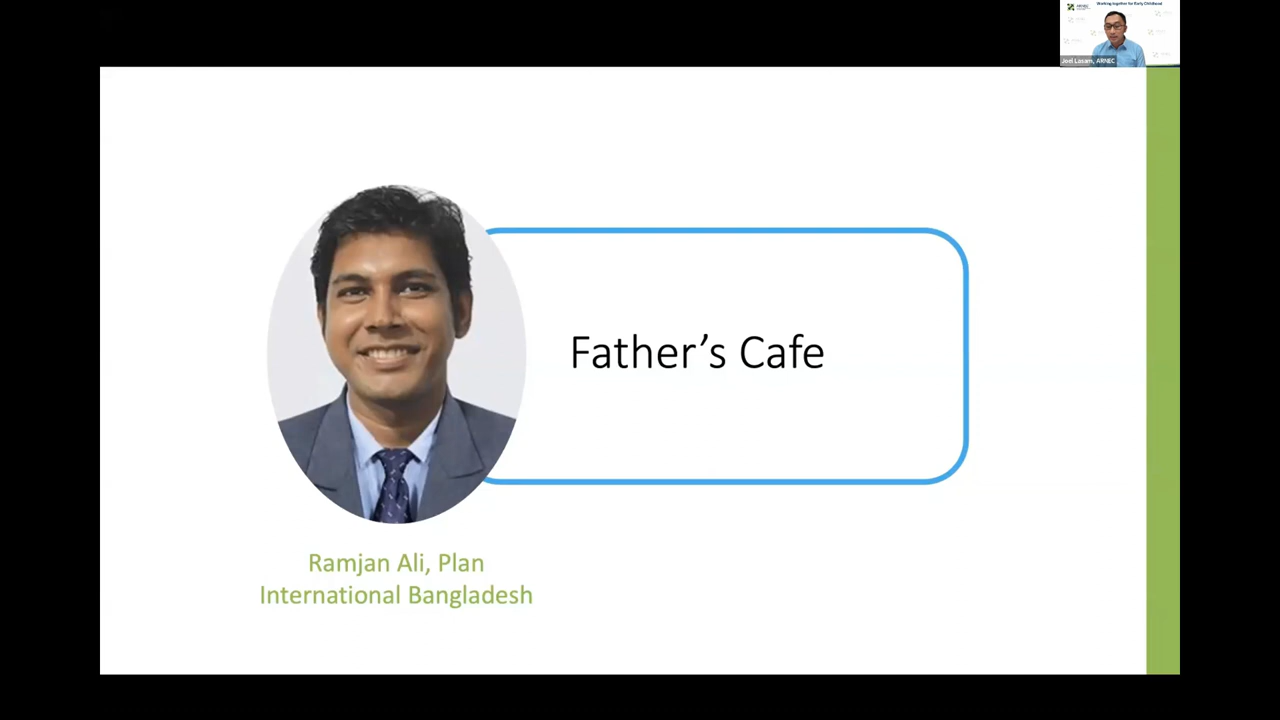 Working together for Early Childhood
Joel Lasam, ARNEC
Father's Cafe
Ramjan Ali, Plan
International Bangladesh